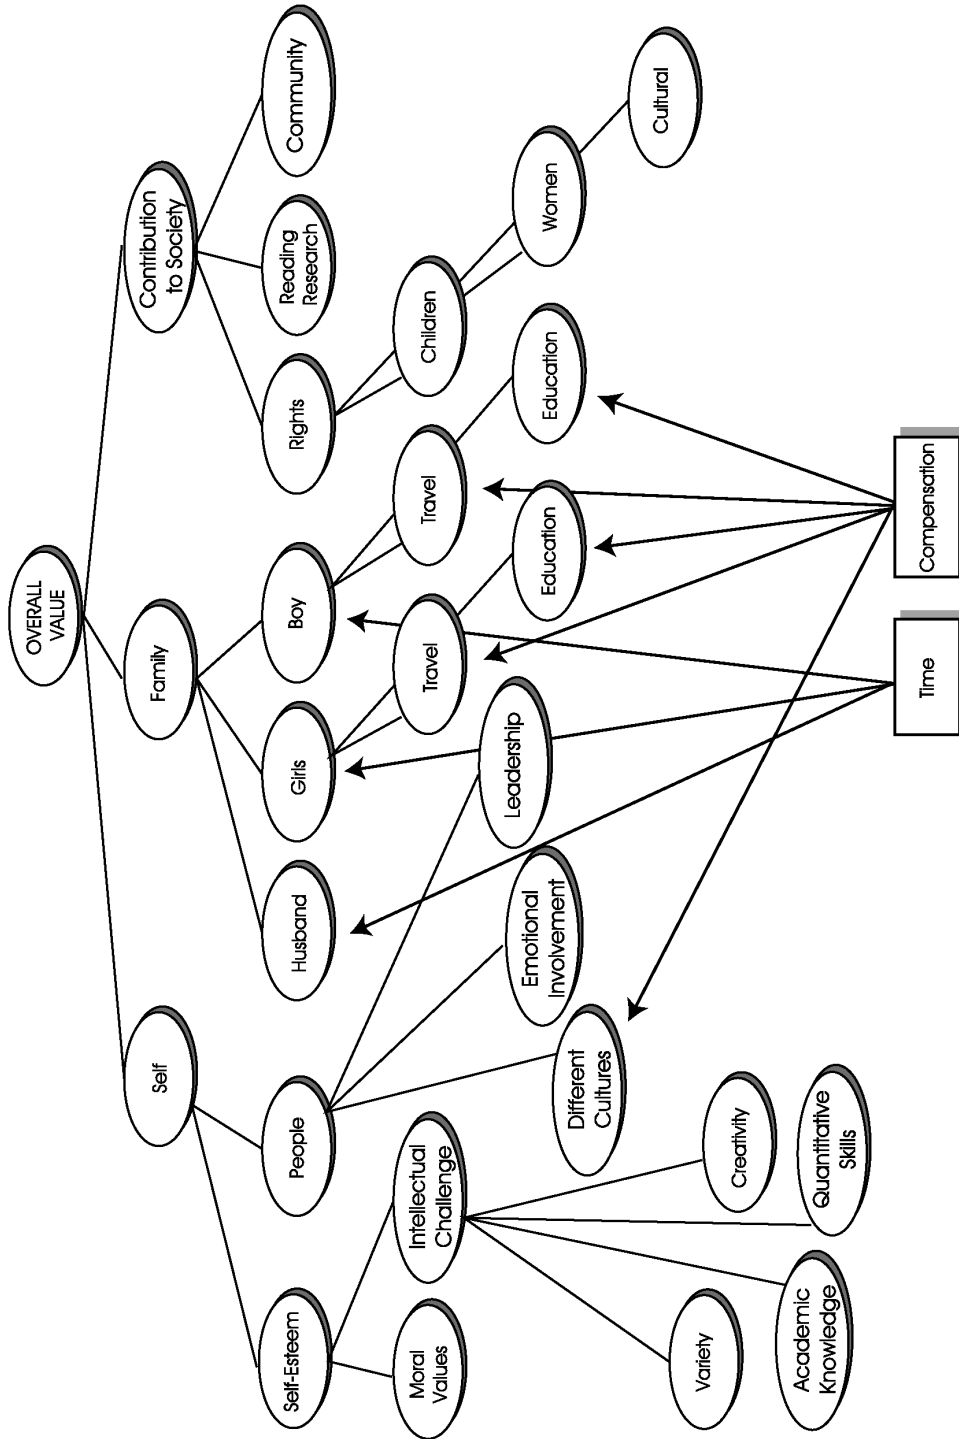 OVERALL
VALUE
Self
Family
Contribution
to Society
Self-Esteem
People
Husband
Girls
Boy
Rights
Reading
Research
Community
Moral
Values
Intellectual
Challenge
Travel
Travel
Children
Different
Cultures
Emotional
Involvement
Leadership
Education
Education
Women
Cultural
Variety
Creativity
Academic
Knowledge
Quantitative
Skills
Time
Compensation